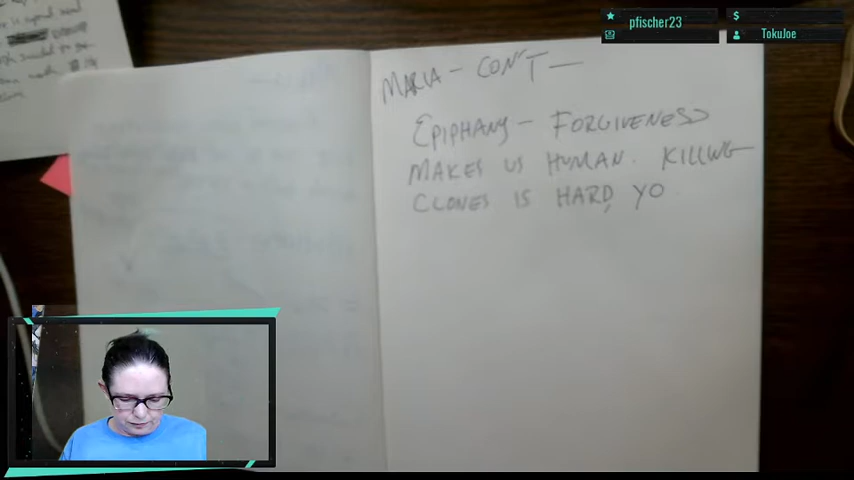 pfischer23
$
TokuJoe
MARIA - CON'T -
EPIPHANY - FORGIVENESS
MAKES US HUMAN. KILLING
CLONES IS HARD, YO